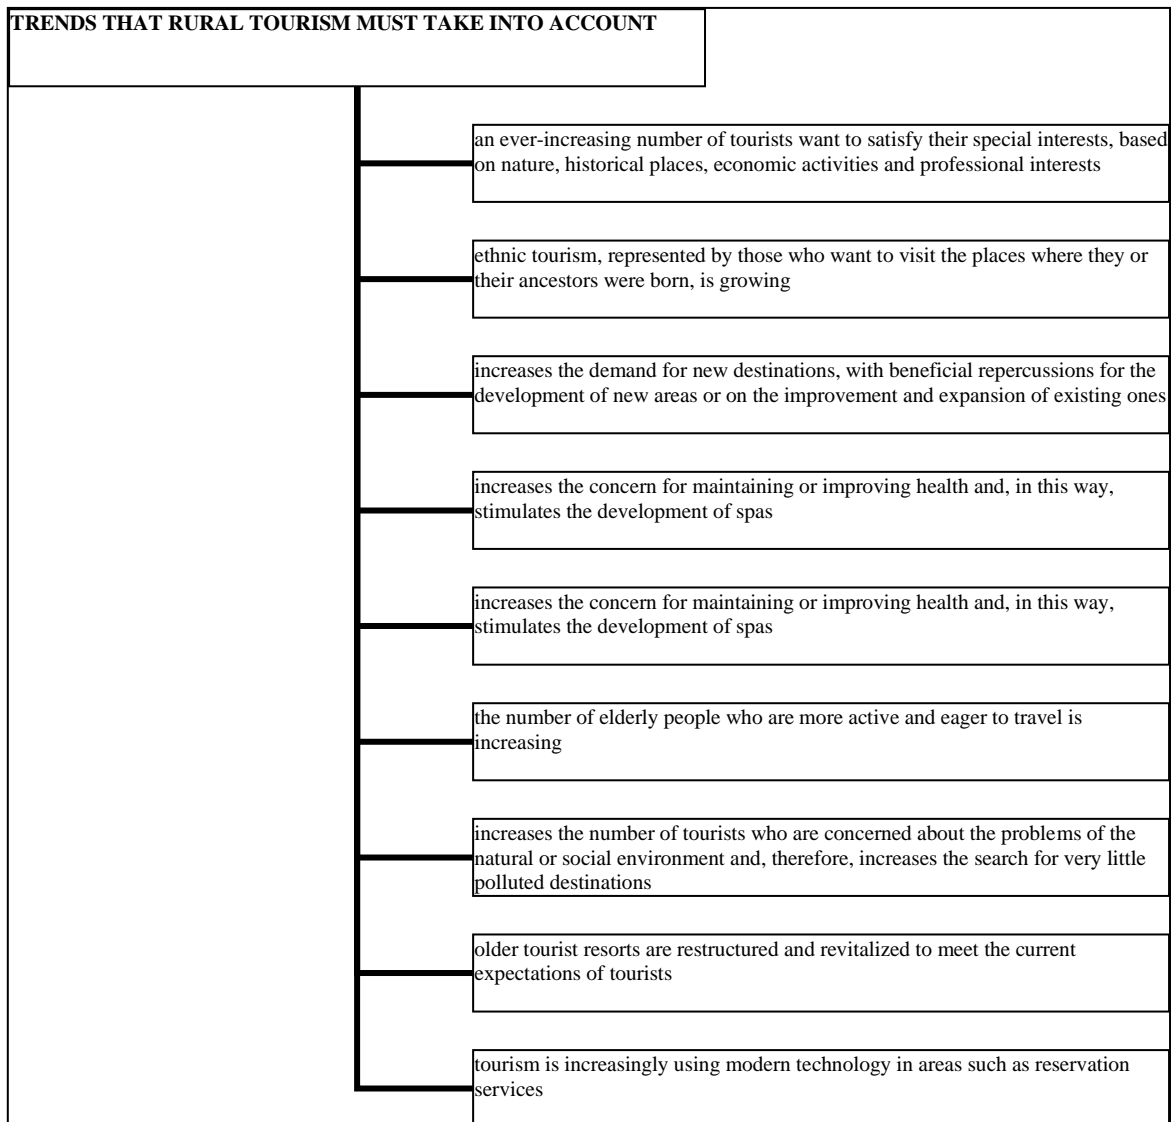 TRENDS THAT RURAL TOURISM MUST TAKE INTO ACCOUNT
an ever-increasing number of tourists want to satisfy their special interests, based
on nature, historical places, economic activities and professional interests
ethnic tourism, represented by those who want to visit the places where they or
their ancestors were born, is growing
increases the demand for new destinations, with beneficial repercussions for the
development of new areas or on the improvement and expansion of existing ones
increases the concern for maintaining or improving health and, in this way,
stimulates the development of spas
increases the concern for maintaining or improving health and, in this way,
stimulates the development of spas
the number of elderly people who are more active and eager to travel is
increasing
increases the number of tourists who are concerned about the problems of the
natural or social environment and, therefore, increases the search for very little
polluted destinations
older tourist resorts are restructured and revitalized to meet the current
expectations of tourists
tourism is increasingly using modern technology in areas such as reservation
services